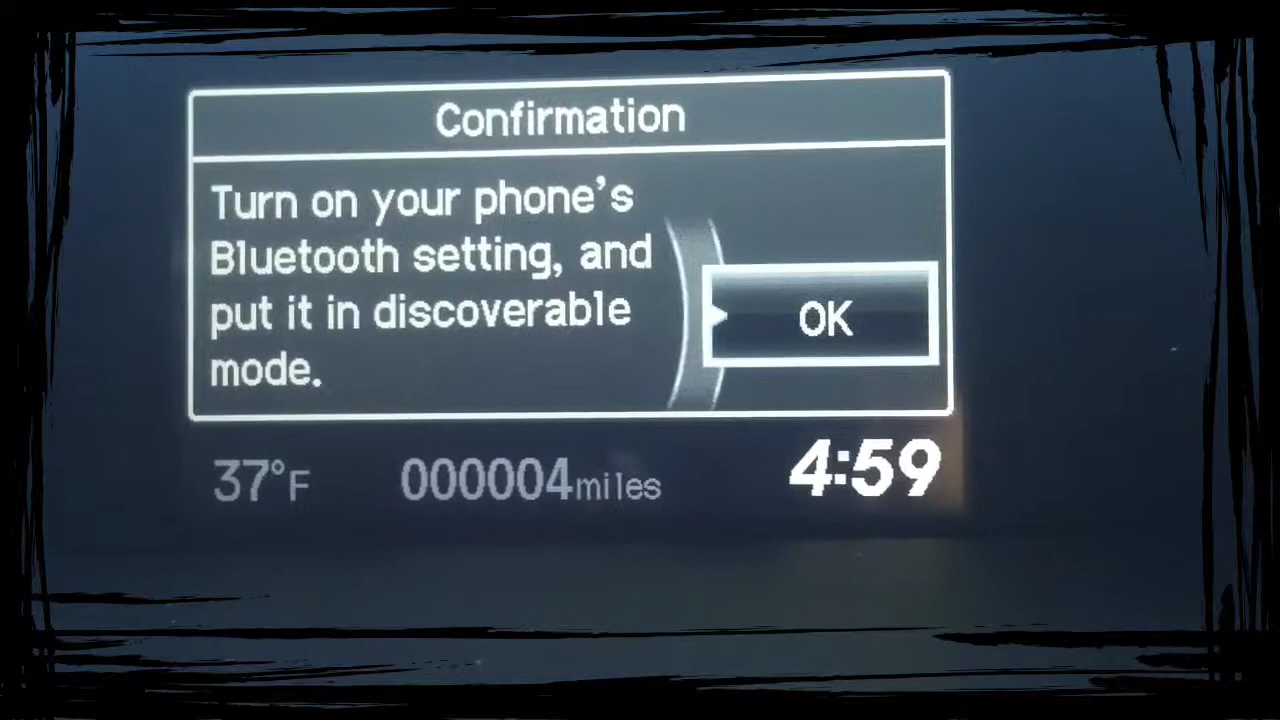 Confirmation
Turn on your phone's
Bluetooth setting, and
put it in discoverable
mode.
OK
37°F 000004miles 4:59